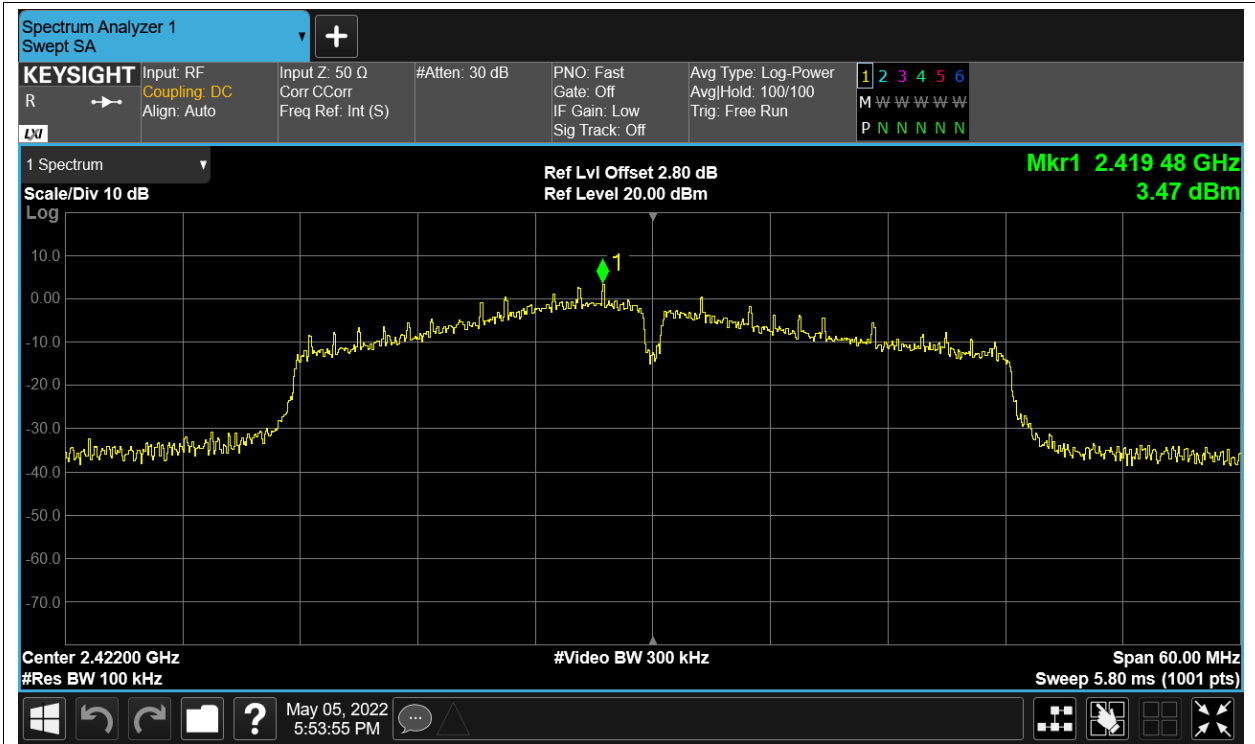 Spectrum Analyzer 1
Swept SA
KEYSIGHT
R
LXI
Input: RF
Coupling: DC
Align: Auto
Input Z: 50 Ω
Corr CCorr
Freq Ref: Int (S)
#Atten: 30 dB
PNO: Fast
Gate: Off
IF Gain: Low
Sig Track: Off
Avg Type: Log-Power
Avg|Hold: 100/100
Trig: Free Run
1 2 3 4 5 6
M W W W W W
P N N N N N
1 Spectrum
Scale/Div 10 dB
Log
Ref Lvl Offset 2.80 dB
Ref Level 20.00 dBm
Mkr1 2.419 48 GHz
3.47 dBm
1
10.0
0.00
-10.0
-20.0
-30.0
-40.0
-50.0
-60.0
-70.0
Center 2.42200 GHz
#Res BW 100 kHz
#Video BW 300 kHz
Span 60.00 MHz
Sweep 5.80 ms (1001 pts)
?
May 05, 2022
5:53:55 PM